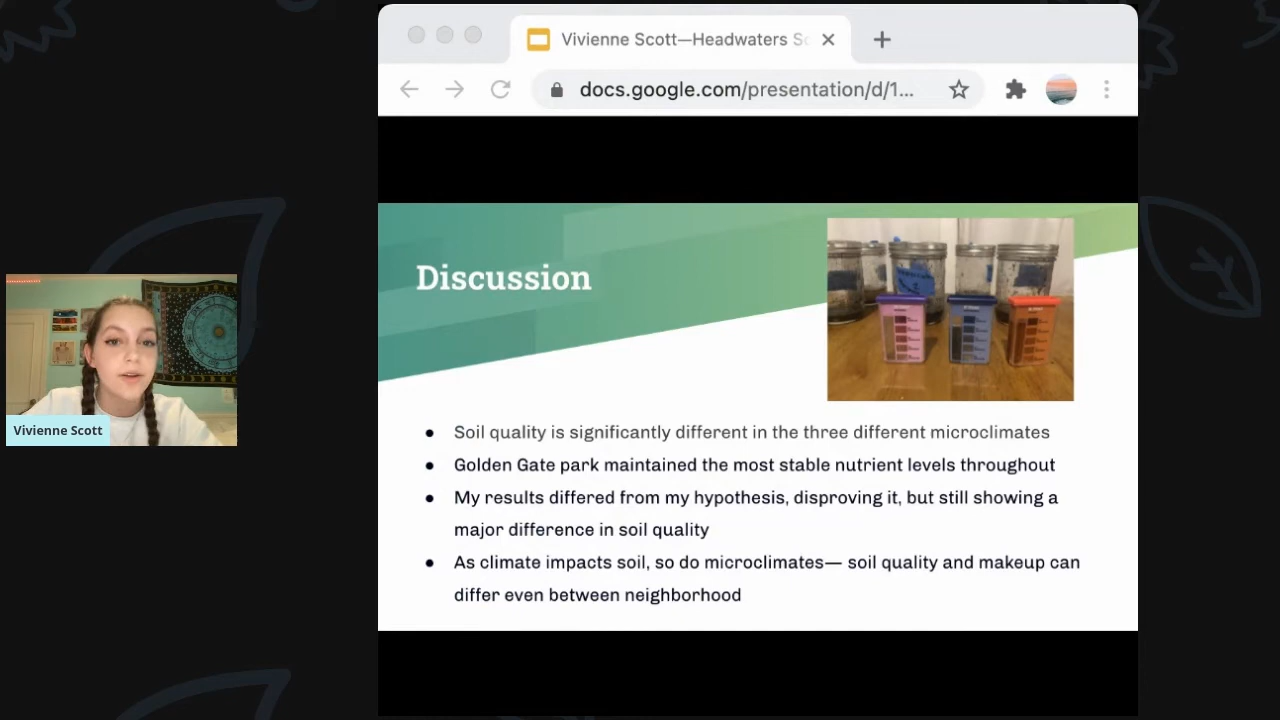 Vivienne Scott—Headwaters Sc
docs.google.com/presentation/d/1...
Discussion
● Soil quality is significantly different in the three different microclimates
● Golden Gate park maintained the most stable nutrient levels throughout
● My results differed from my hypothesis, disproving it, but still showing a
major difference in soil quality
● As climate impacts soil, so do microclimates— soil quality and makeup can
differ even between neighborhood
Vivienne Scott